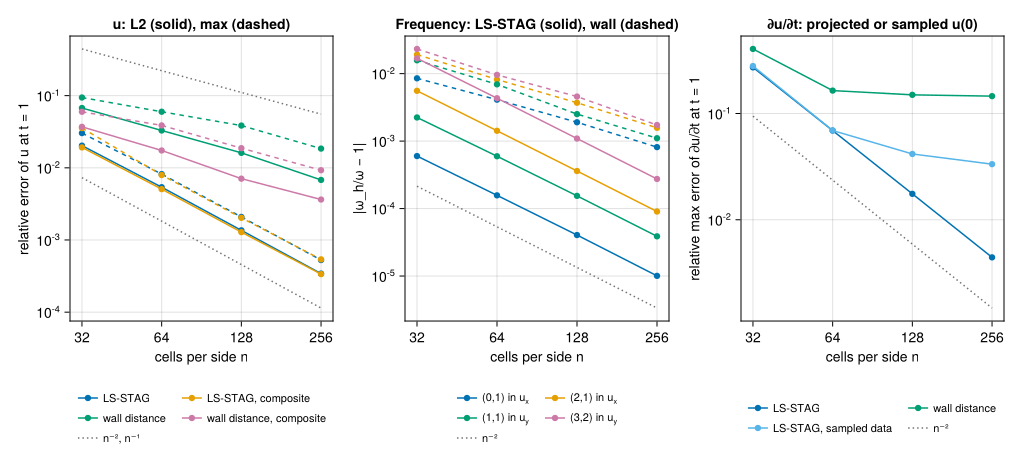 u: L2 (solid), max (dashed)
relative error of u at t = 1
10⁻¹
10⁻²
10⁻³
10⁻⁴
32
64
128
256
cells per side n
LS-STAG
LS-STAG, composite
wall distance
wall distance, composite
n⁻², n⁻¹
Frequency: LS-STAG (solid), wall (dashed)
|ω_h/ω − 1|
10⁻²
10⁻³
10⁻⁴
10⁻⁵
32
64
128
256
cells per side n
(0,1) in uₓ
(2,1) in uₓ
(1,1) in u_y
(3,2) in u_y
n⁻²
∂u/∂t: projected or sampled u(0)
relative max error of ∂u/∂t at t = 1
10⁻¹
10⁻²
32
64
128
256
cells per side n
LS-STAG
wall distance
LS-STAG, sampled data
n⁻²